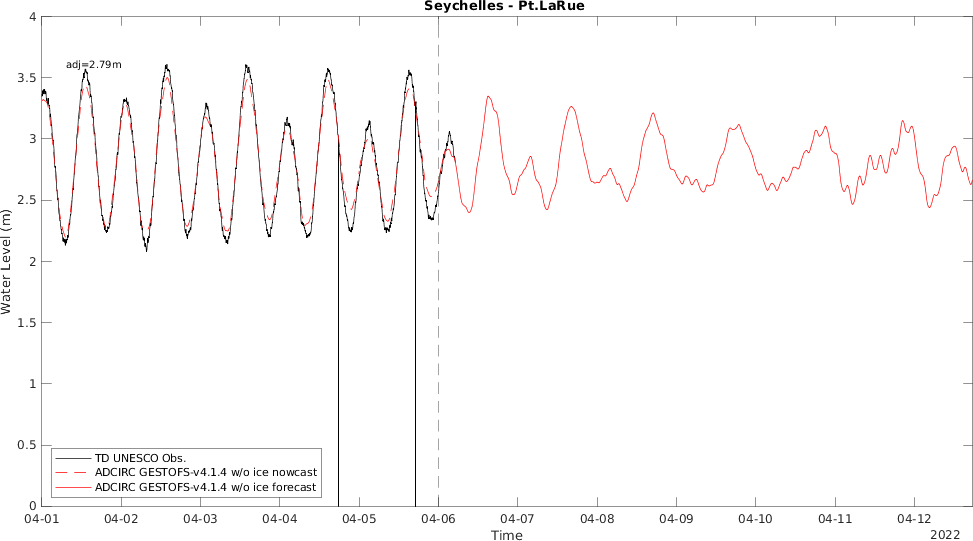 Seychelles - Pt.LaRue
adj=2.79m
Water Level (m)
4
3.5
3
2.5
2
1.5
1
0.5
0
TD UNESCO Obs.
ADCIRC GESTOFS-v4.1.4 w/o ice nowcast
ADCIRC GESTOFS-v4.1.4 w/o ice forecast
04-01 04-02 04-03 04-04 04-05 04-06 04-07 04-08 04-09 04-10 04-11 04-12
Time
2022